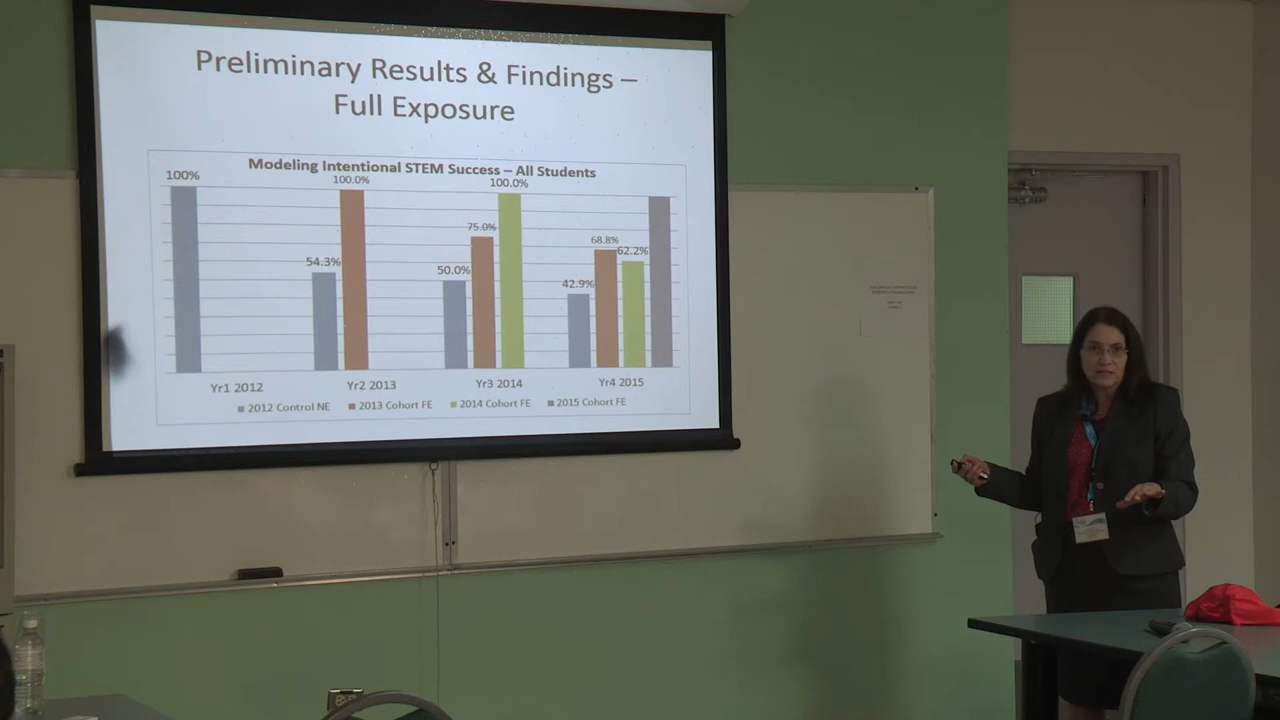 Preliminary Results & Findings –
Full Exposure
Modeling Intentional STEM Success – All Students
100%
100.0%
100.0%
54.3%
50.0%
75.0%
42.9%
68.8%
62.2%
Yr1 2012
Yr2 2013
Yr3 2014
Yr4 2015
2012 Control NE
2013 Cohort FE
2014 Cohort FE
2015 Cohort FE